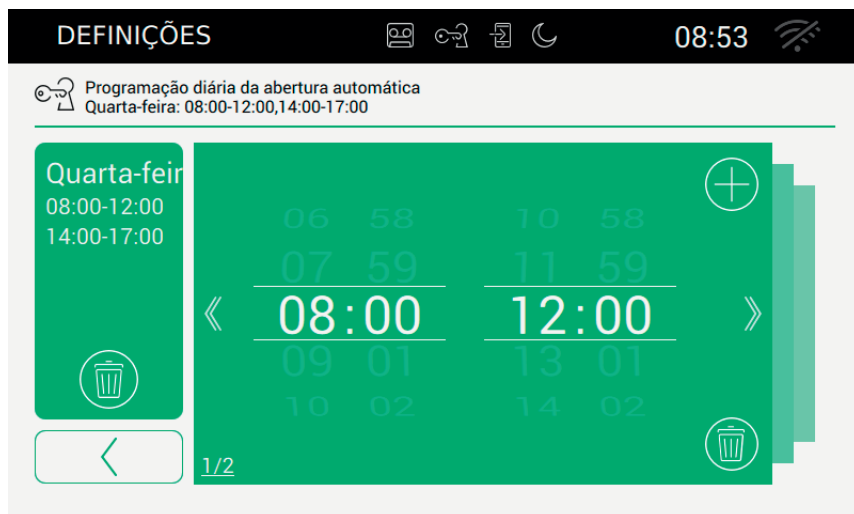 DEFINIÇÕES 08:53
Programação diária da abertura automática
Quarta-feira: 08:00-12:00,14:00-17:00
Quarta-feir
08:00-12:00
14:00-17:00
06 58 10 58
07 59 11 59
08:00 12:00
09 01 13 01
10 02 14 02
1/2